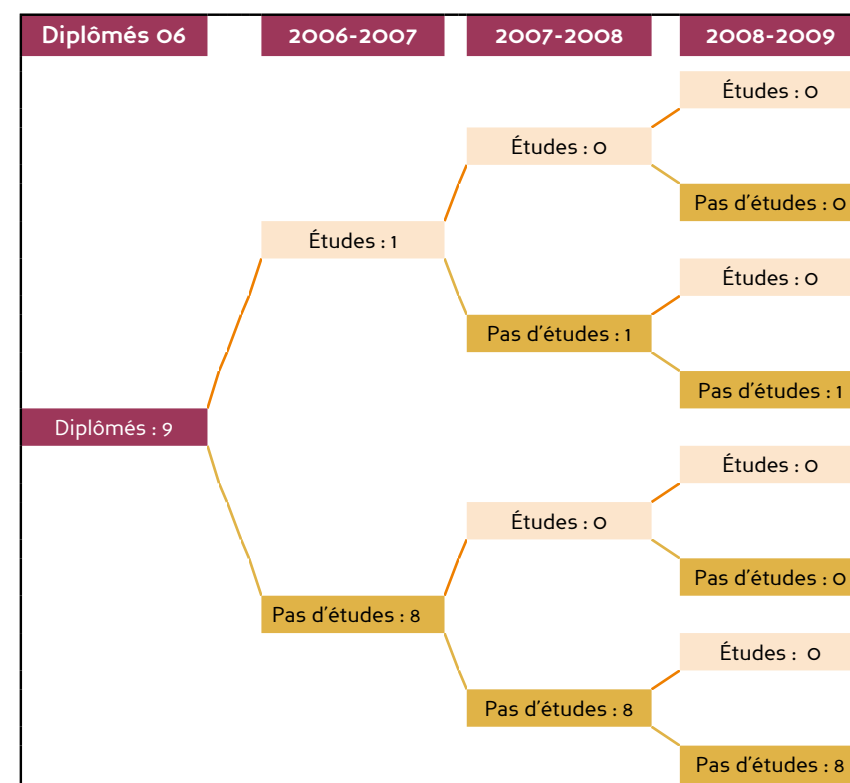 Diplômés 06
2006-2007
2007-2008
2008-2009
Études : 0
Études : 0
Pas d'études : 0
Études : 1
Études : 0
Pas d'études : 1
Pas d'études : 1
Diplômés : 9
Études : 0
Études : 0
Pas d'études : 0
Pas d'études : 8
Études : 0
Pas d'études : 8
Pas d'études : 8